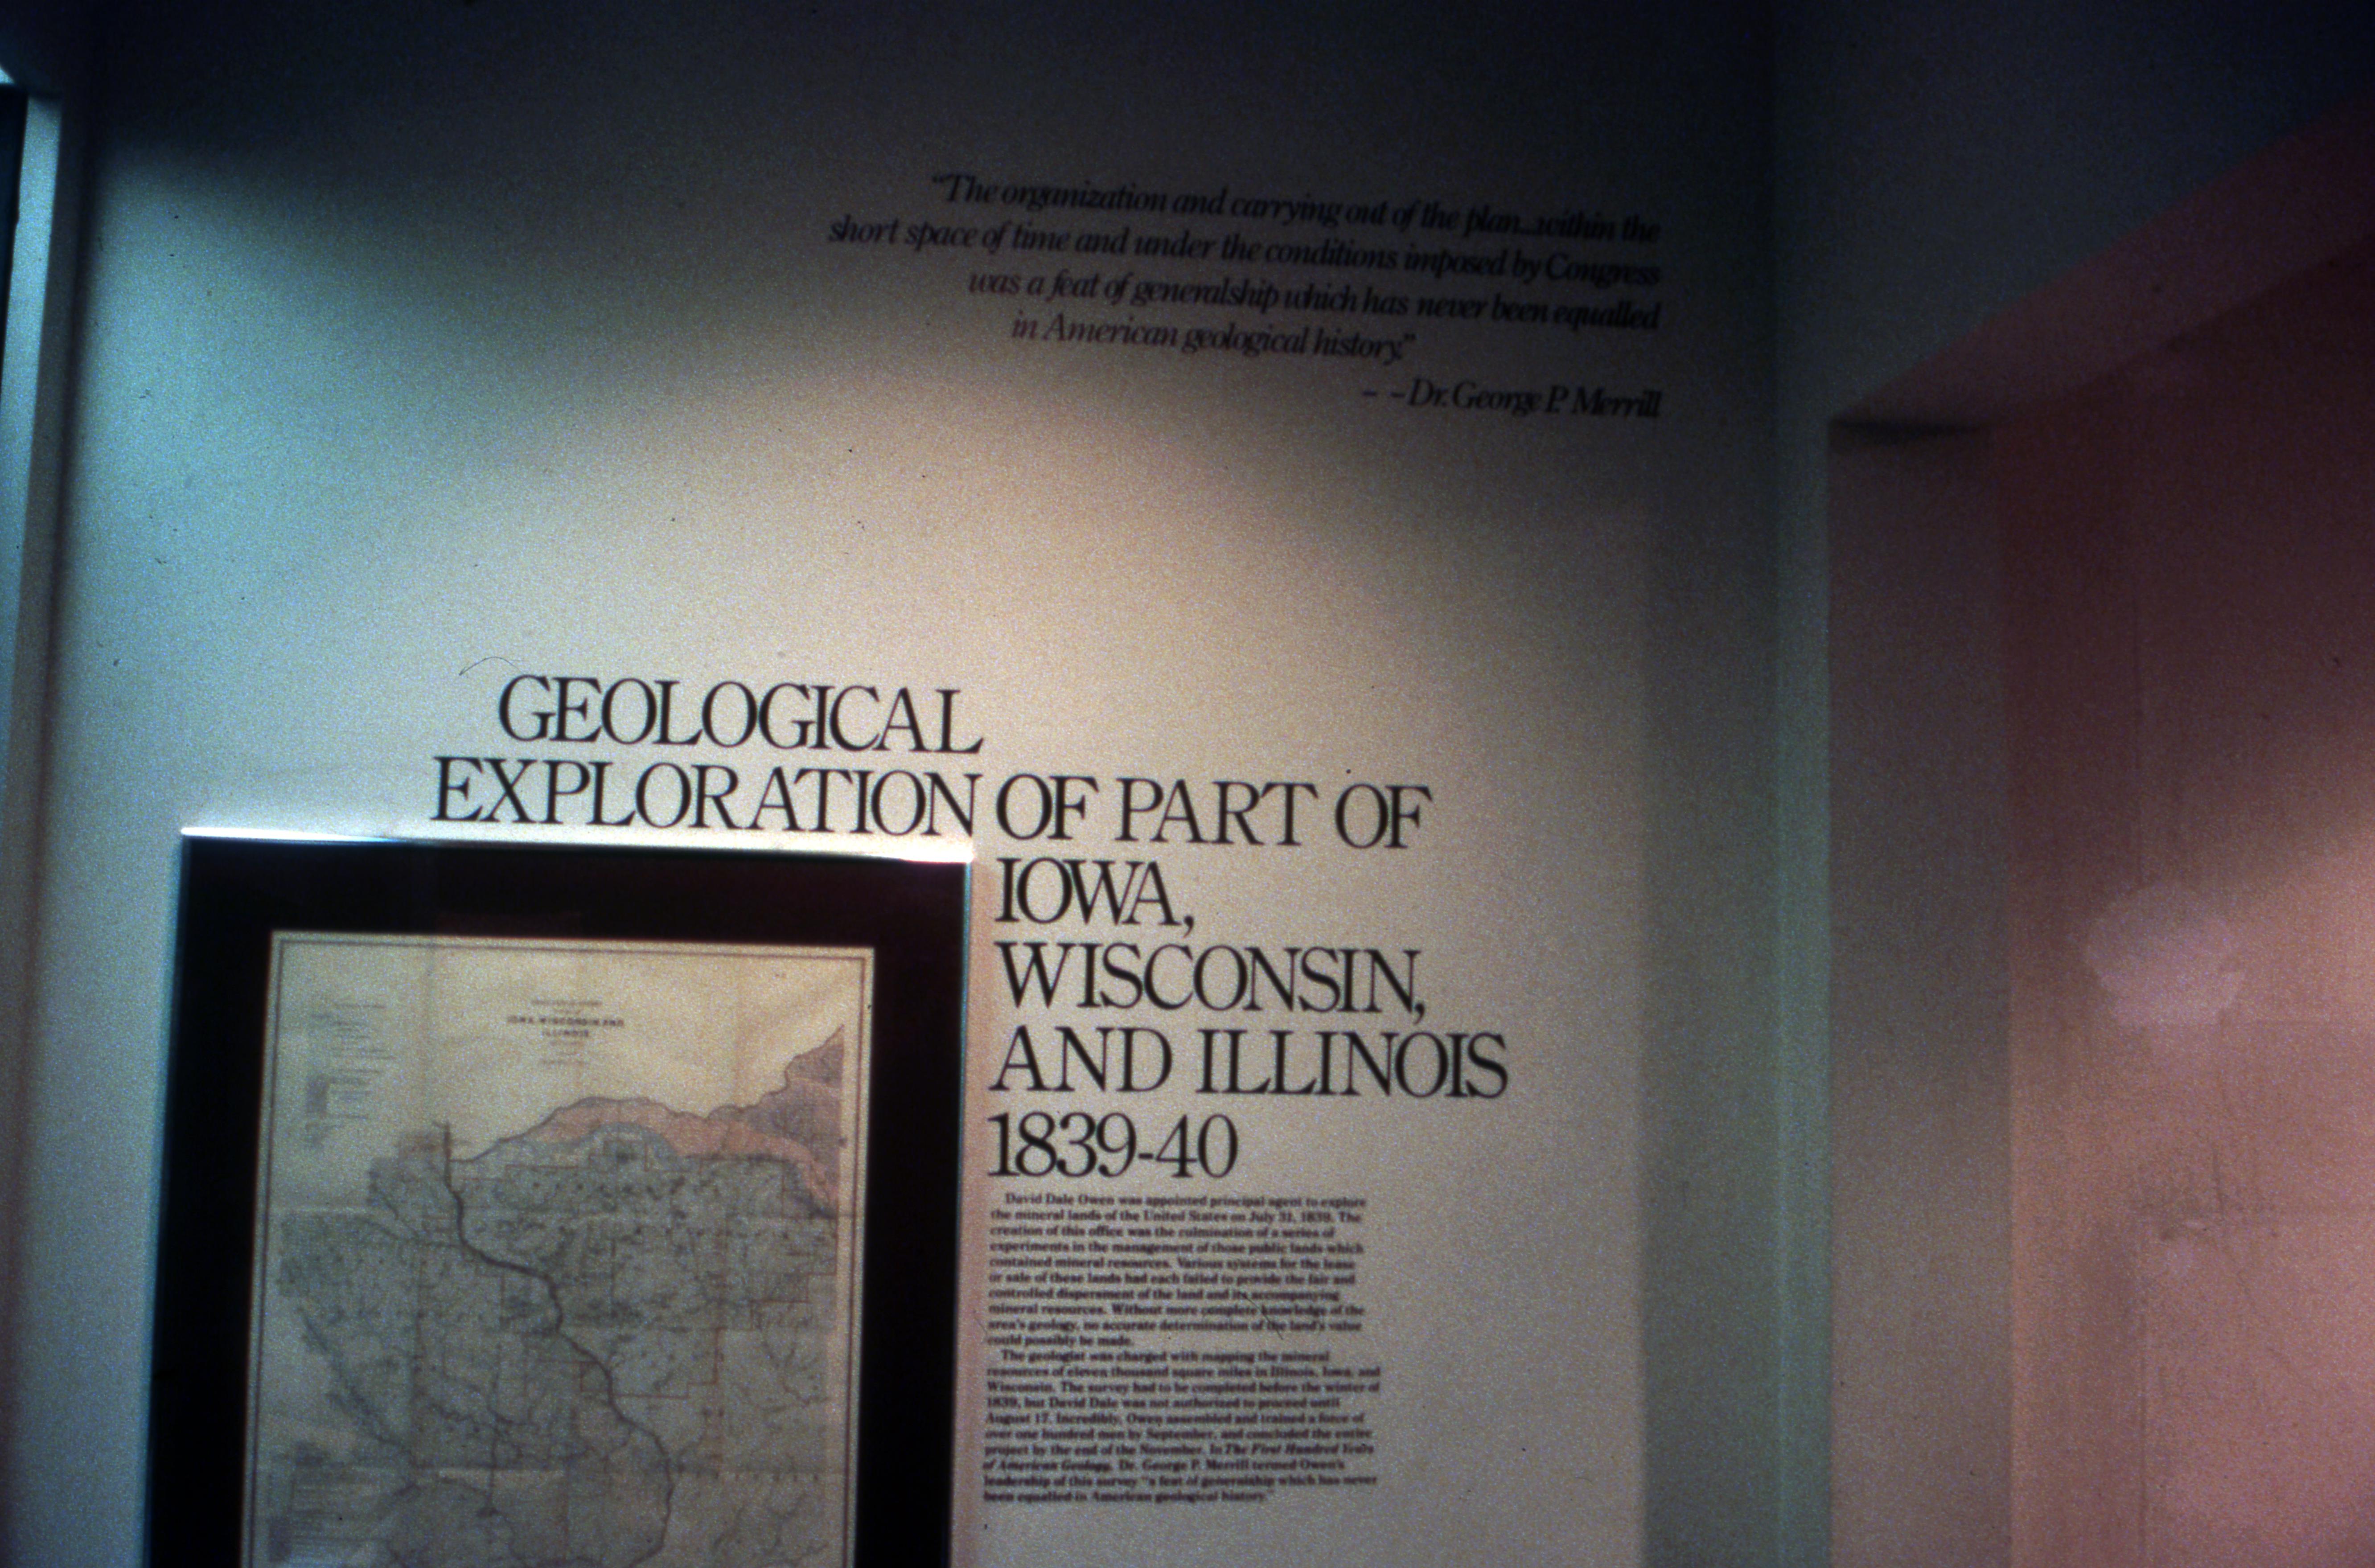 “The organization and carrying out of the plan...within the
short space of time and under the conditions imposed by Congress
was a feat of generalship which has never been equalled
in American geological history.”
- -Dr. George P. Merrill
GEOLOGICAL
EXPLORATION OF PART OF
IOWA,
WISCONSIN,
AND ILLINOIS
1839-40
IOWA, WISCONSIN AND
ILLINOIS
David Dale Owen was appointed principal agent to explore
the mineral lands of the United States on July 31, 1839. The
creation of this office was the culmination of a series of
experiments in the management of those public lands which
contained mineral resources. Various systems for the lease
or sale of these lands had each failed to provide the fair and
controlled dispersment of the land and its accompanying
mineral resources. Without more complete knowledge of the
area's geology, no accurate determination of the land's value
could possibly be made.
The geologist was charged with mapping the mineral
resources of eleven thousand square miles in Illinois, Iowa, and
Wisconsin. The survey had to be completed before the winter of
1839, but David Dale was not authorized to proceed until
August 17. Incredibly, Owen assembled and trained a force of
over one hundred men by September, and concluded the entire
project by the end of the November. In The First Hundred Years
of American Geology, Dr. George P. Merrill termed Owen's
leadership of this survey "a feat of generalship which has never
been equalled in American geological history."